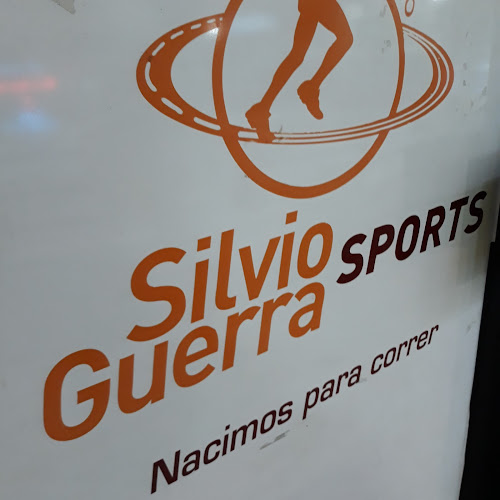 Silvio
Guerra SPORTS
Nacimos para correr